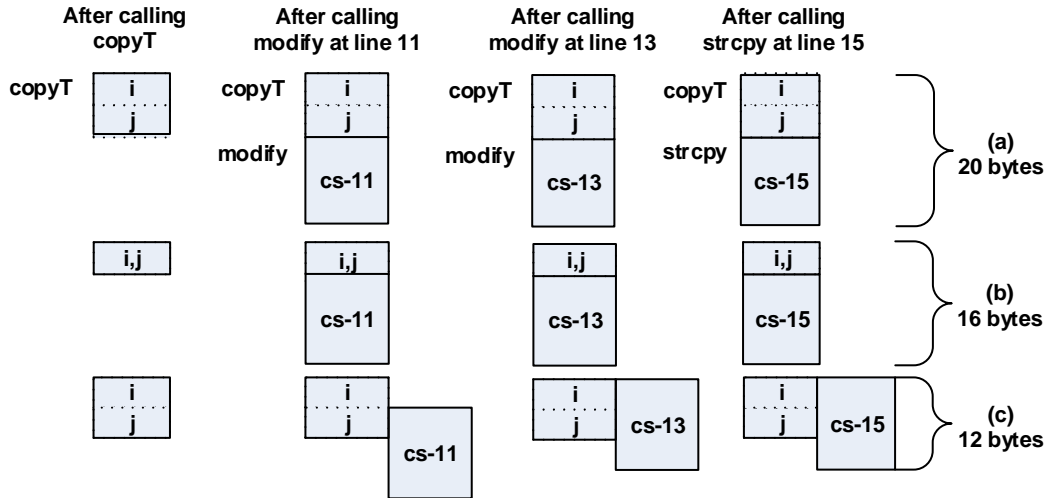 After calling
copyT
After calling
modify at line 11
After calling
modify at line 13
After calling
strcpy at line 15
copyT
i
j
copyT
modify
i
j
cs-11
copyT
modify
i
j
cs-13
copyT
strcpy
i
j
cs-15
(a)
20 bytes
i,j
i,j
cs-11
i,j
cs-13
i,j
cs-15
(b)
16 bytes
i
j
i
j
cs-11
i
j
cs-13
i
j
cs-15
(c)
12 bytes